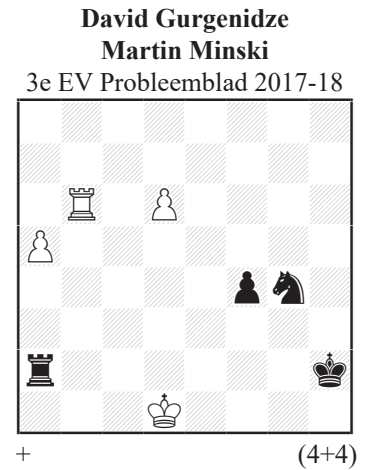 David Gurgenidze
Martin Minski
3e EV Probleemblad 2017-18
+ (4+4)